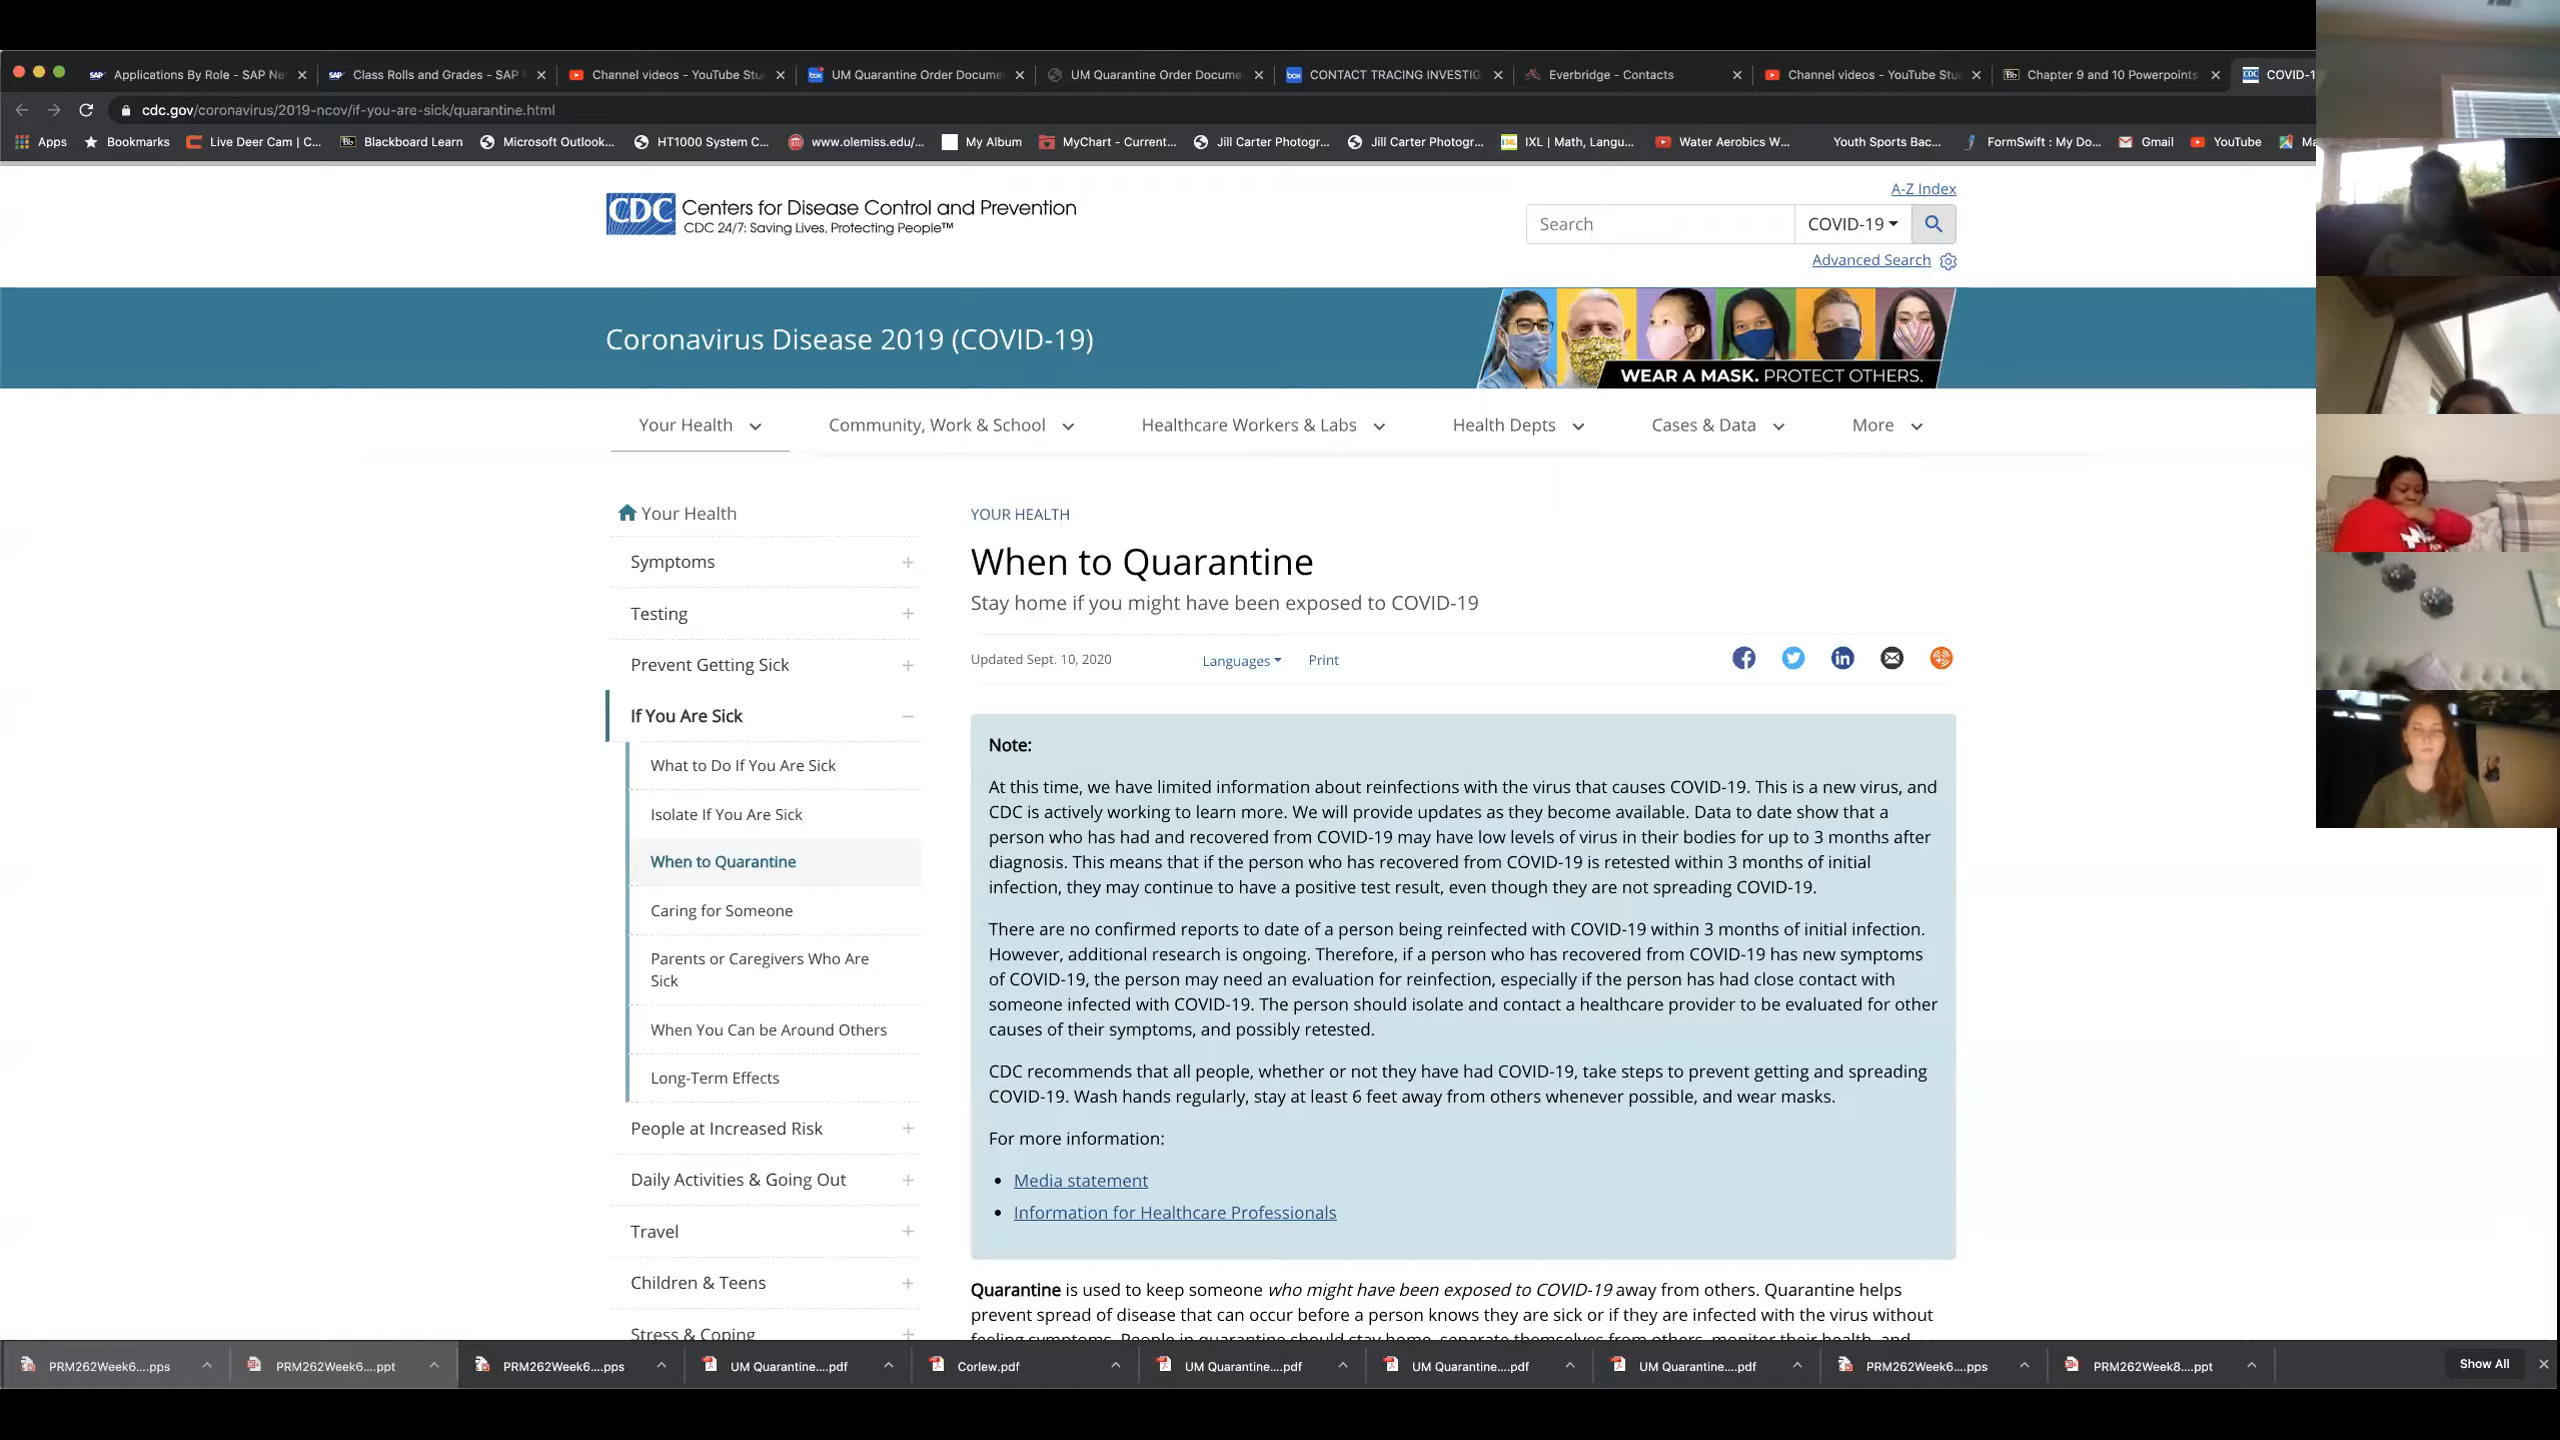 Applications By Role - SAP Ne
Class Rolls and Grades - SAP
Channel videos - YouTube Stu
UM Quarantine Order Docume
UM Quarantine Order Docume
CONTACT TRACING INVESTIG
Everbridge - Contacts
Channel videos - YouTube Stu
Chapter 9 and 10 Powerpoints
COVID-1
cdc.gov/coronavirus/2019-ncov/if-you-are-sick/quarantine.html
Apps
Bookmarks
Live Deer Cam | C...
Blackboard Learn
Microsoft Outlook...
HT1000 System C...
www.olemiss.edu/...
My Album
MyChart - Current...
Jill Carter Photogr...
Jill Carter Photogr...
IXL | Math, Langu...
Water Aerobics W...
Youth Sports Bac...
FormSwift : My Do...
Gmail
YouTube
Ma
A-Z Index
CDC Centers for Disease Control and Prevention
CDC 24/7: Saving Lives, Protecting People™
Search
COVID-19
Advanced Search
Coronavirus Disease 2019 (COVID-19)
WEAR A MASK. PROTECT OTHERS.
Your Health
Community, Work & School
Healthcare Workers & Labs
Health Depts
Cases & Data
More
Your Health
Symptoms
Testing
Prevent Getting Sick
If You Are Sick
What to Do If You Are Sick
Isolate If You Are Sick
When to Quarantine
Caring for Someone
Parents or Caregivers Who Are
Sick
When You Can be Around Others
Long-Term Effects
People at Increased Risk
Daily Activities & Going Out
Travel
Children & Teens
Stress & Coping
YOUR HEALTH
When to Quarantine
Stay home if you might have been exposed to COVID-19
Updated Sept. 10, 2020
Languages
Print
Note:
At this time, we have limited information about reinfections with the virus that causes COVID-19. This is a new virus, and
CDC is actively working to learn more. We will provide updates as they become available. Data to date show that a
person who has had and recovered from COVID-19 may have low levels of virus in their bodies for up to 3 months after
diagnosis. This means that if the person who has recovered from COVID-19 is retested within 3 months of initial
infection, they may continue to have a positive test result, even though they are not spreading COVID-19.
There are no confirmed reports to date of a person being reinfected with COVID-19 within 3 months of initial infection.
However, additional research is ongoing. Therefore, if a person who has recovered from COVID-19 has new symptoms
of COVID-19, the person may need an evaluation for reinfection, especially if the person has had close contact with
someone infected with COVID-19. The person should isolate and contact a healthcare provider to be evaluated for other
causes of their symptoms, and possibly retested.
CDC recommends that all people, whether or not they have had COVID-19, take steps to prevent getting and spreading
COVID-19. Wash hands regularly, stay at least 6 feet away from others whenever possible, and wear masks.
For more information:
• Media statement
• Information for Healthcare Professionals
Quarantine is used to keep someone who might have been exposed to COVID-19 away from others. Quarantine helps
prevent spread of disease that can occur before a person knows they are sick or if they are infected with the virus without
feeling symptoms. People in quarantine should stay home, separate themselves from others, monitor their health, and
PRM262Week6....pps
PRM262Week6....ppt
PRM262Week6....pps
UM Quarantine....pdf
Corlew.pdf
UM Quarantine....pdf
UM Quarantine....pdf
UM Quarantine....pdf
PRM262Week6....pps
PRM262Week8....ppt
Show All